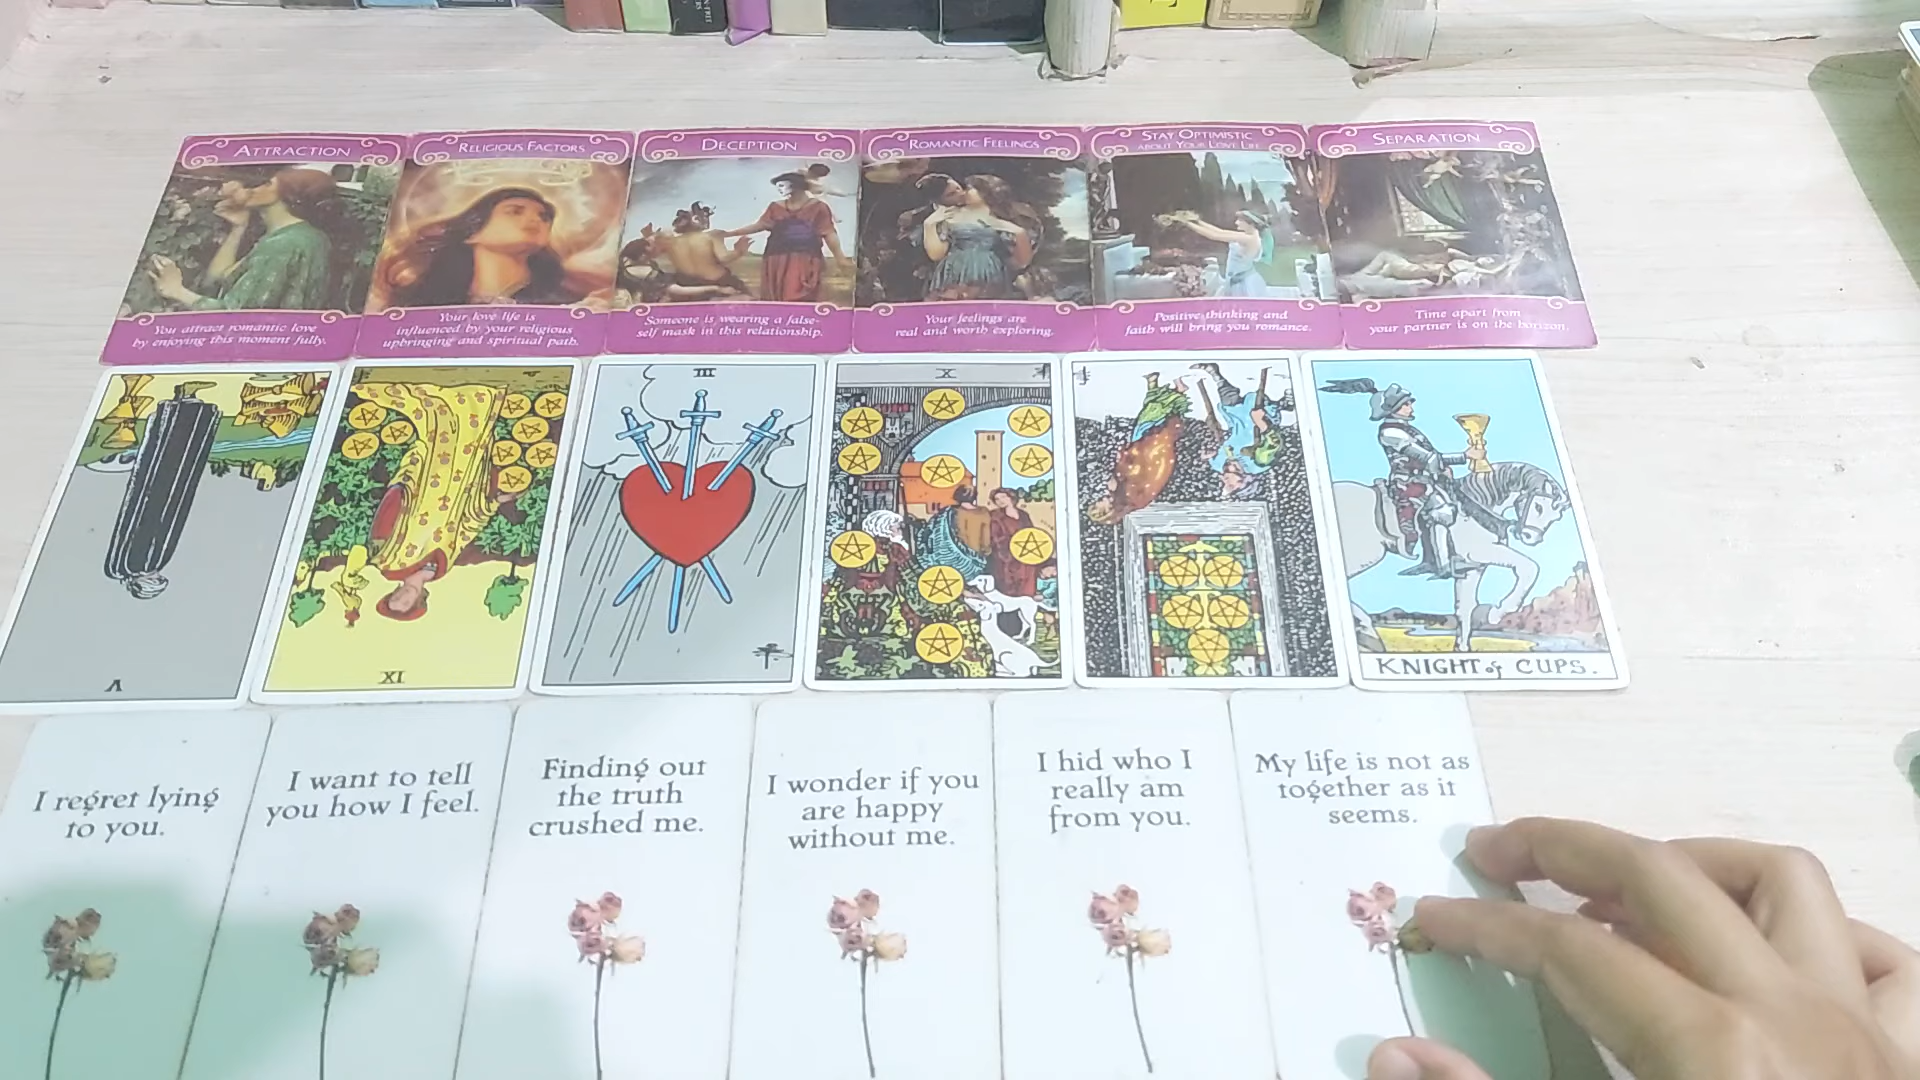 ATTRACTION
You attract romantic love
by enjoying this moment fully.
RELIGIOUS FACTORS
Your love life is
influenced by your religious
upbringing and spiritual path.
DECEPTION
Someone is wearing a false-
self mask in this relationship.
ROMANTIC FEELINGS
Your feelings are
real and worth exploring.
STAY OPTIMISTIC
ABOUT YOUR LOVE LIFE
Positive thinking and
faith will bring you romance.
SEPARATION
Time apart from
your partner is on the horizon.
V
IX
III
X
KNIGHT of CUPS.
I regret lying
to you.
I want to tell
you how I feel.
Finding out
the truth
crushed me.
I wonder if you
are happy
without me.
I hid who I
really am
from you.
My life is not as
together as it
seems.